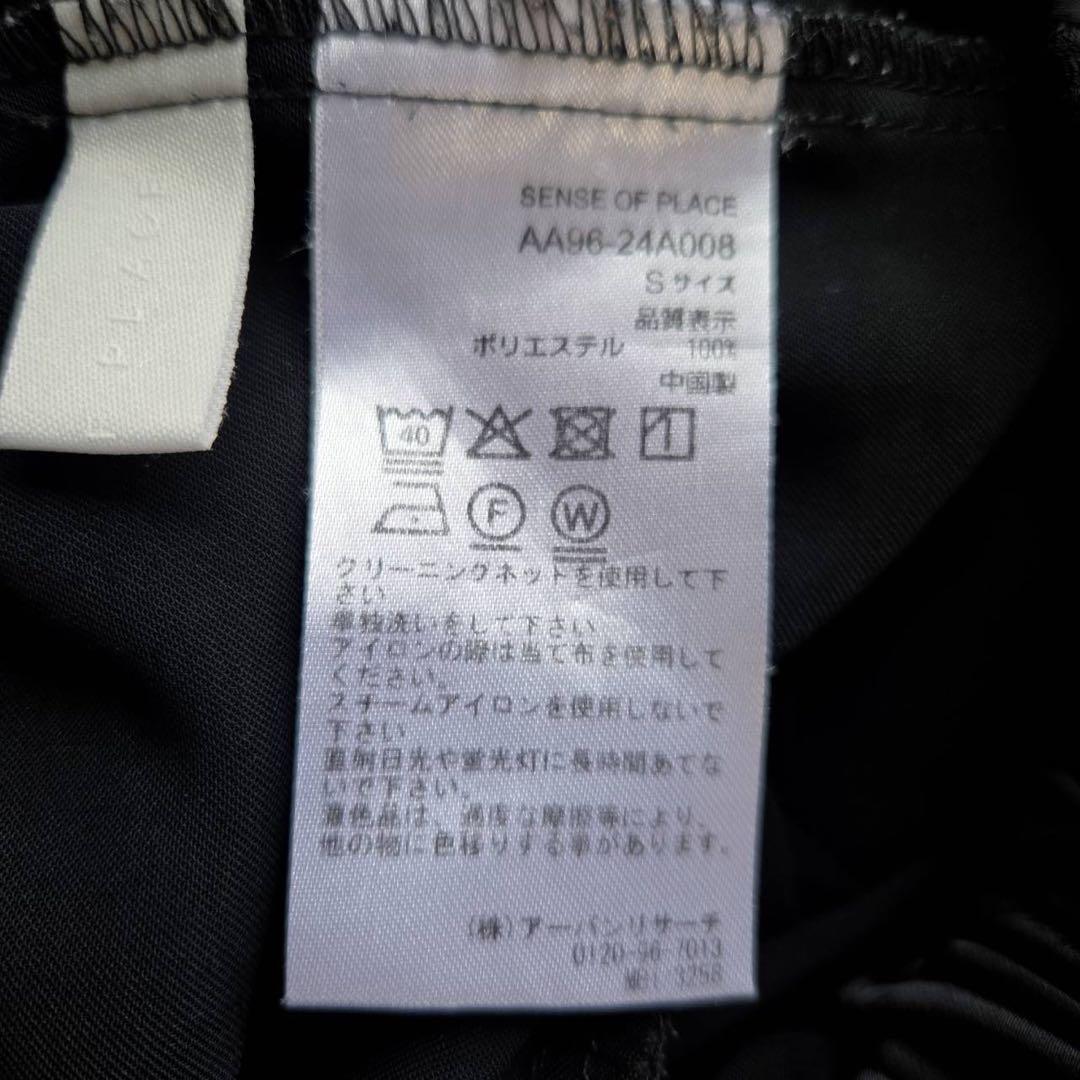 PLACE
SENSE OF PLACE
AA96-24A008
Sサイズ
品質表示
ポリエステル 100%
中国製
40
1
F W
クリーニングネットを使用して下
さい
単独洗いをして下さい
アイロンの際は当て布を使用して
ください。
スチームアイロンを使用しないで
下さい
直射日光や蛍光灯に長時間あてな
いで下さい。
濃色品は、過度な摩擦等により、
他の物に色移りする事があります。
(株)アーバンリサーチ
0120-96-7013